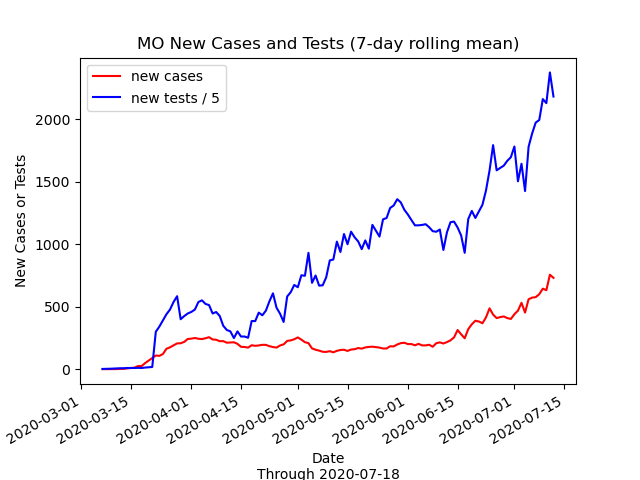 MO New Cases and Tests (7-day rolling mean)
new cases
new tests / 5
New Cases or Tests
2000
1500
1000
500
0
2020-03-01
2020-03-15
2020-04-01
2020-04-15
2020-05-01
2020-05-15
2020-06-01
2020-06-15
2020-07-01
2020-07-15
Date
Through 2020-07-18